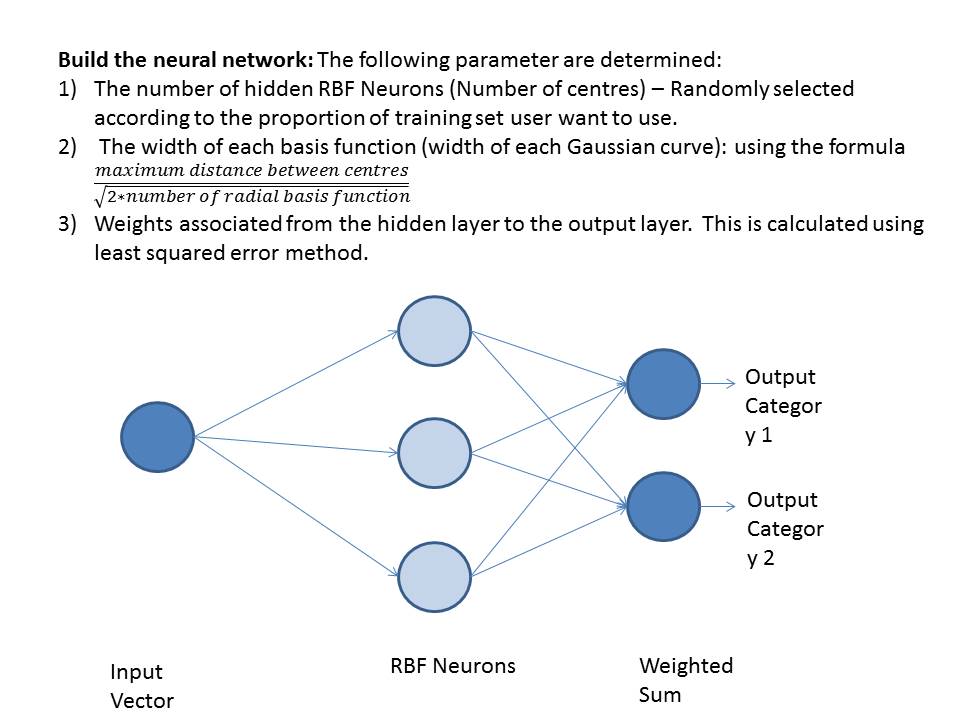 Build the neural network: The following parameter are determined:
1) The number of hidden RBF Neurons (Number of centres) – Randomly selected
according to the proportion of training set user want to use.
2) The width of each basis function (width of each Gaussian curve): using the formula
maximum distance between centres
√2*number of radial basis function
3) Weights associated from the hidden layer to the output layer. This is calculated using
least squared error method.
Output
Categor
y 1
Output
Categor
y 2
Input
Vector
RBF Neurons
Weighted
Sum